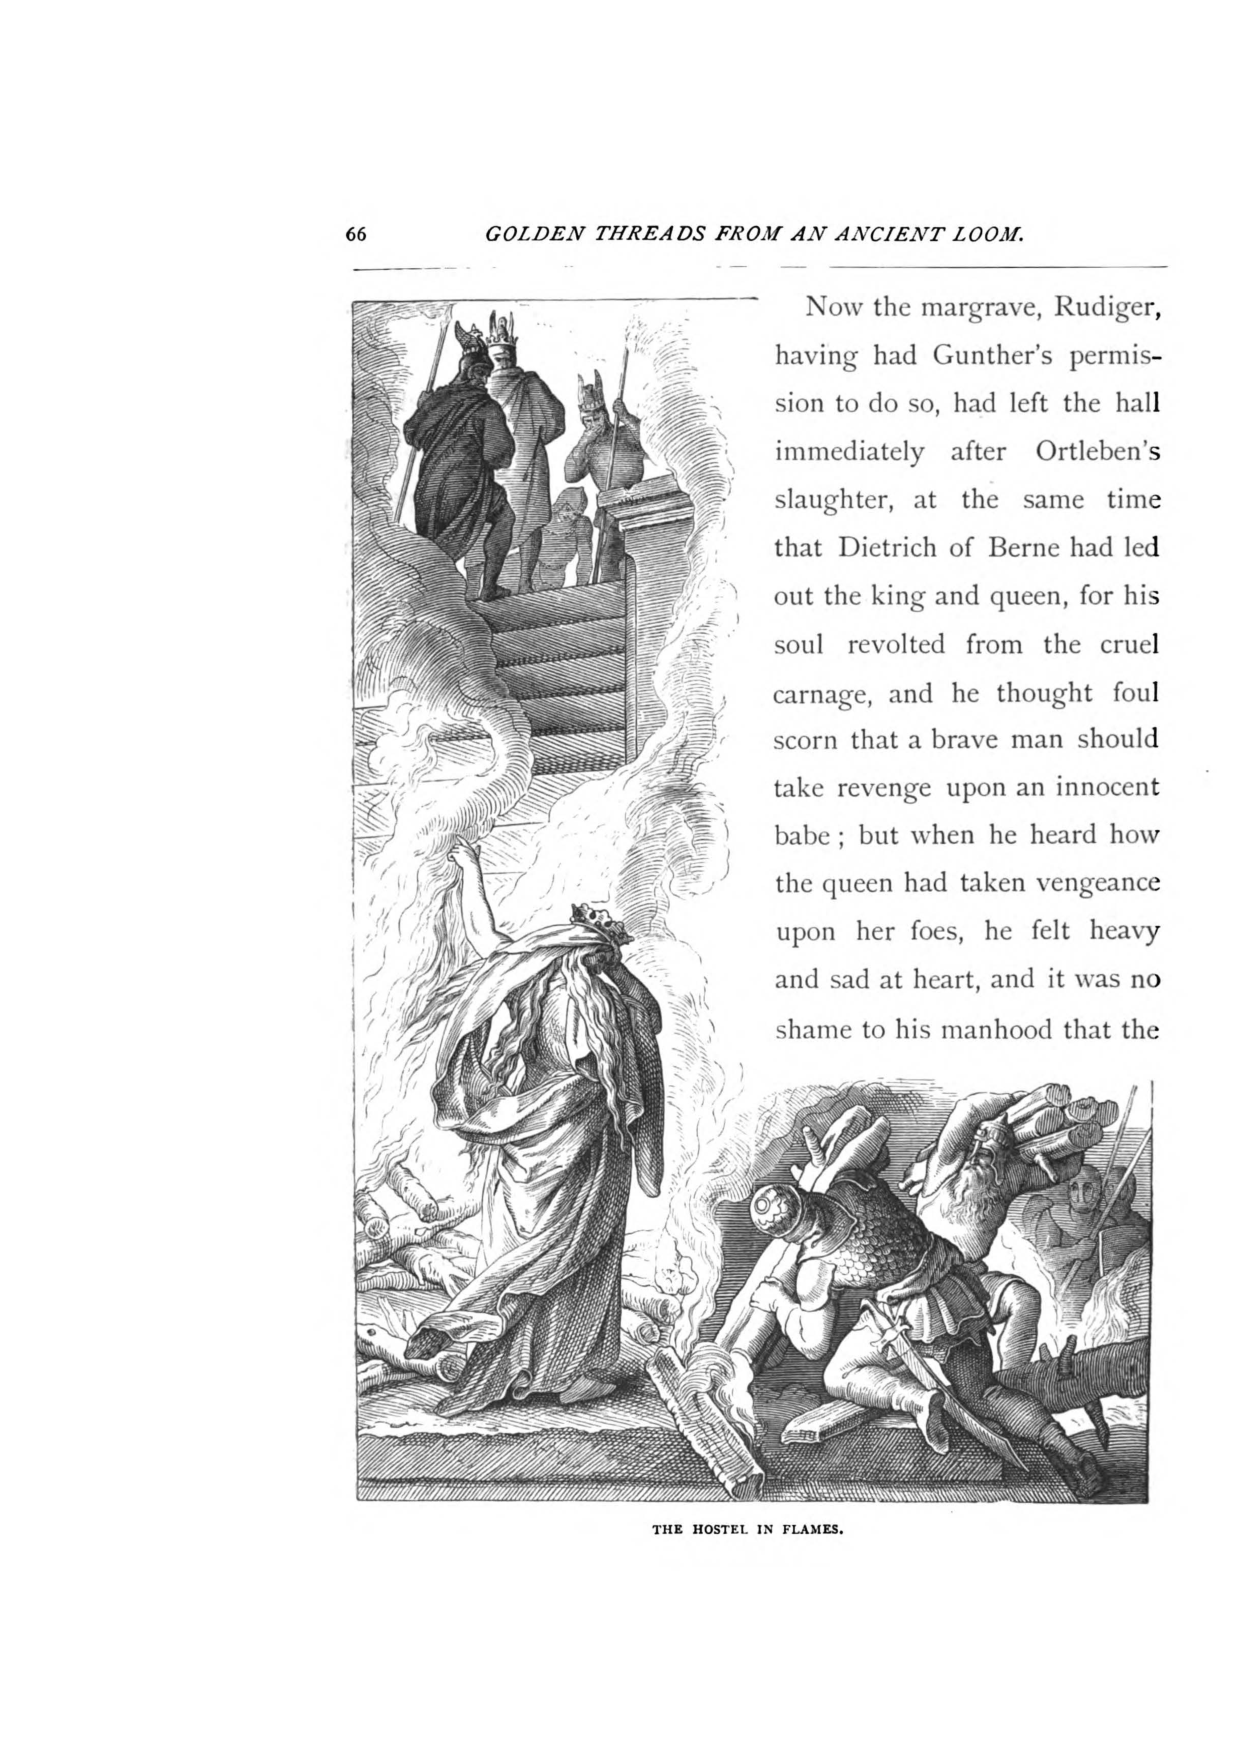 66
GOLDEN THREADS FROM AN ANCIENT LOOM.
Now the margrave, Rudiger,
having had Gunther's permis-
sion to do so, had left the hall
immediately after Ortleben's
slaughter, at the same time
that Dietrich of Berne had led
out the king and queen, for his
soul revolted from the cruel
carnage, and he thought foul
scorn that a brave man should
take revenge upon an innocent
babe ; but when he heard how
the queen had taken vengeance
upon her foes, he felt heavy
and sad at heart, and it was no
shame to his manhood that the
THE HOSTEL IN FLAMES.